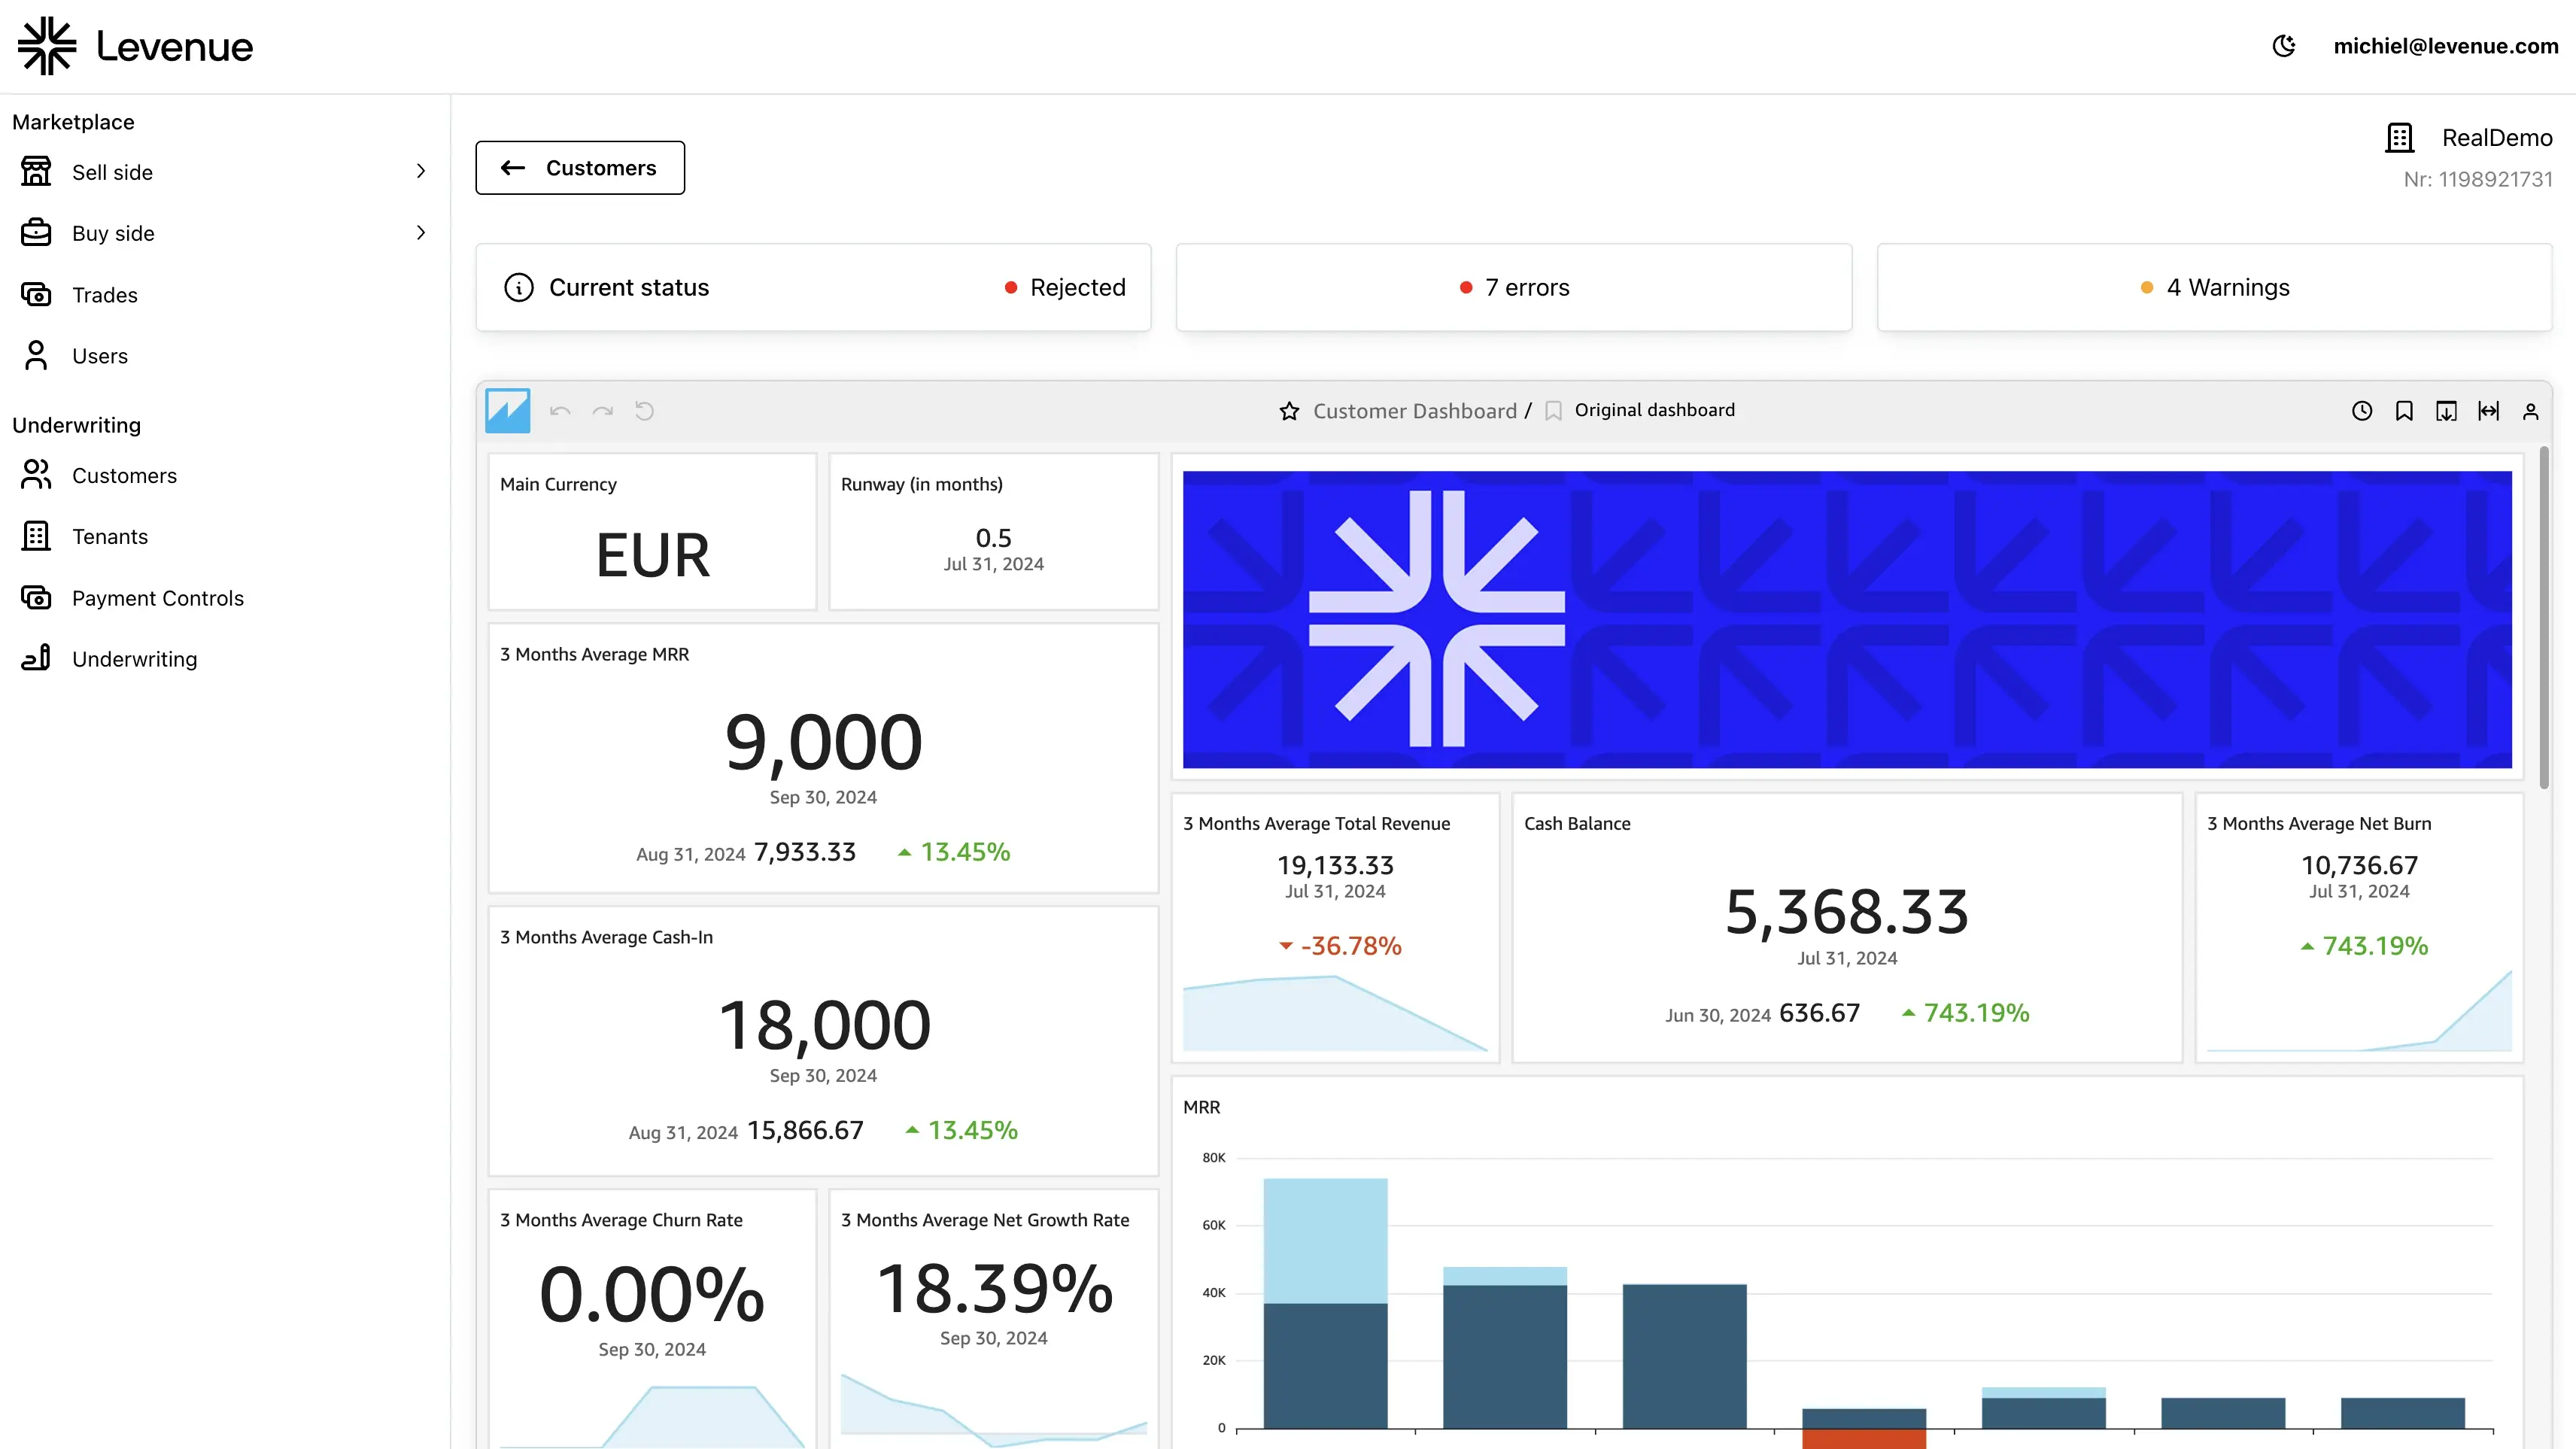 Levenue
michiel@levenue.com
Marketplace
Sell side
Buy side
Trades
Users
Underwriting
Customers
Tenants
Payment Controls
Underwriting
Customers
RealDemo
Nr: 1198921731
Current status
Rejected
7 errors
4 Warnings
Customer Dashboard / Original dashboard
Main Currency
EUR
Runway (in months)
0.5
Jul 31, 2024
3 Months Average MRR
9,000
Sep 30, 2024
Aug 31, 2024 7,933.33 13.45%
3 Months Average Cash-In
18,000
Sep 30, 2024
Aug 31, 2024 15,866.67 13.45%
3 Months Average Churn Rate
0.00%
Sep 30, 2024
3 Months Average Net Growth Rate
18.39%
Sep 30, 2024
3 Months Average Total Revenue
19,133.33
Jul 31, 2024
-36.78%
Cash Balance
5,368.33
Jul 31, 2024
Jun 30, 2024 636.67 743.19%
3 Months Average Net Burn
10,736.67
Jul 31, 2024
743.19%
MRR
80K
60K
40K
20K
0